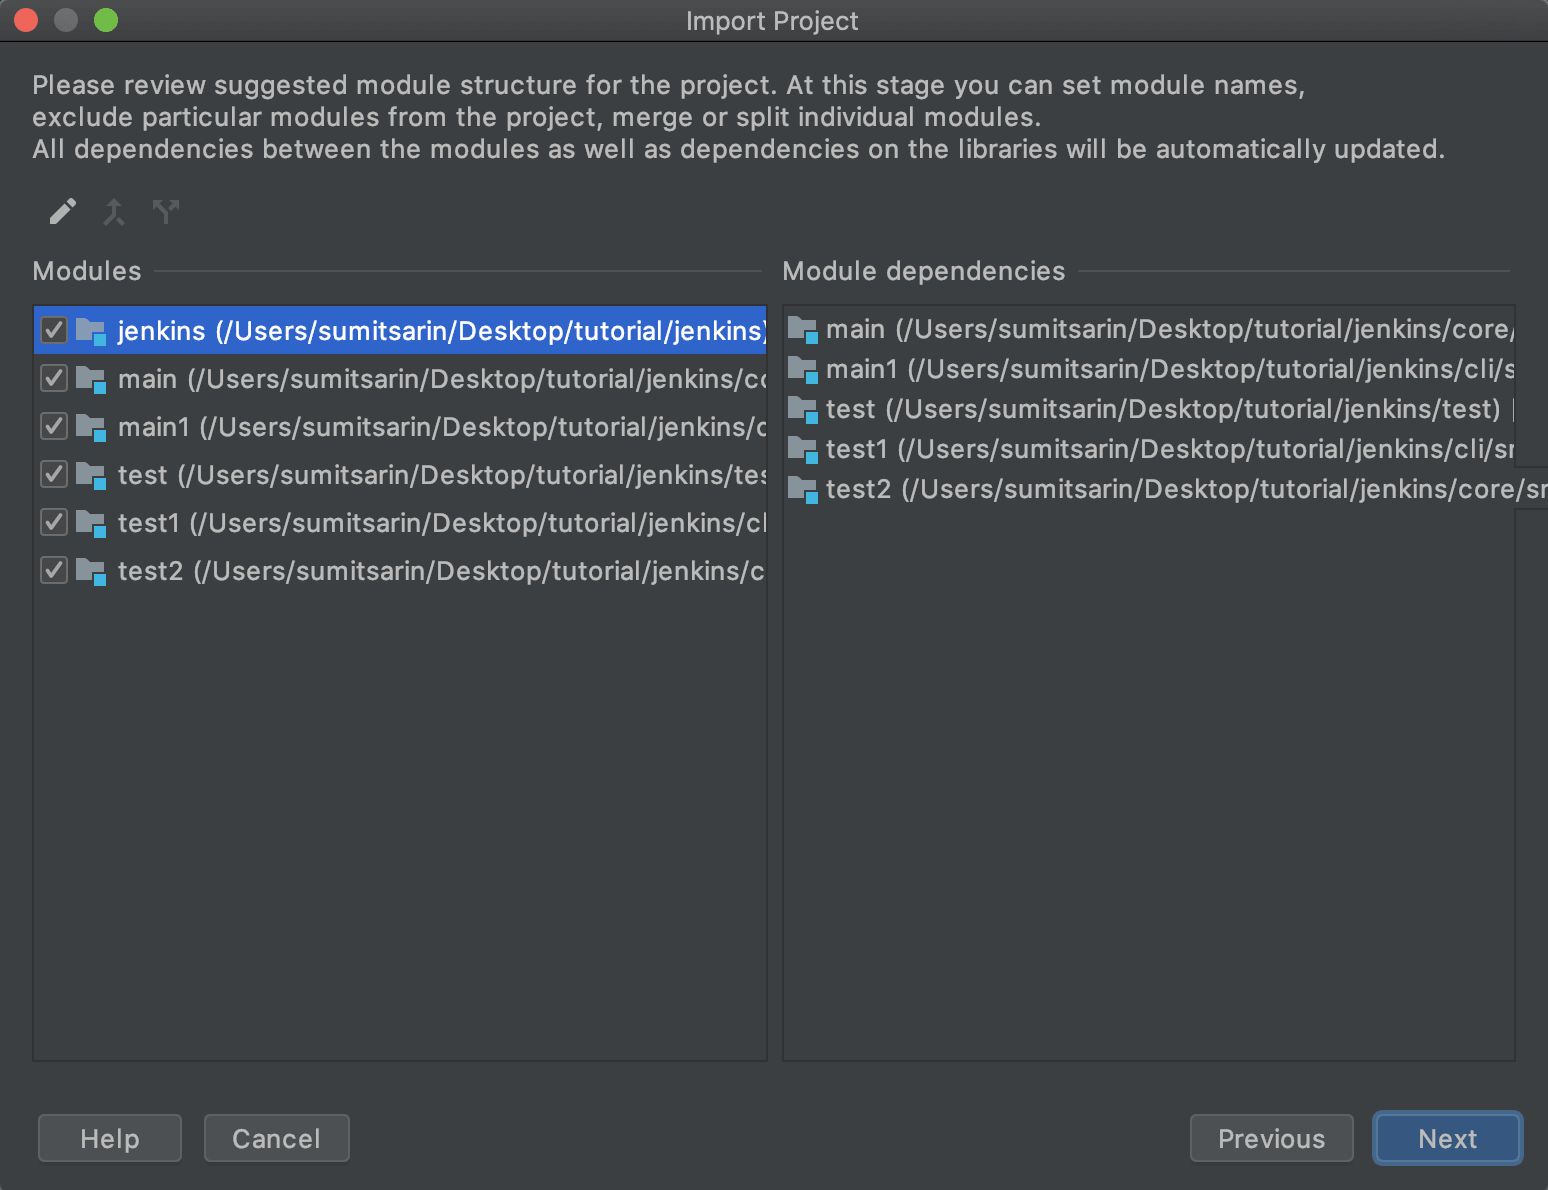 Import Project
Please review suggested module structure for the project. At this stage you can set module names,
exclude particular modules from the project, merge or split individual modules.
All dependencies between the modules as well as dependencies on the libraries will be automatically updated.
Modules
jenkins (/Users/sumitsarin/Desktop/tutorial/jenkins)
main (/Users/sumitsarin/Desktop/tutorial/jenkins/co
main1 (/Users/sumitsarin/Desktop/tutorial/jenkins/c
test (/Users/sumitsarin/Desktop/tutorial/jenkins/tes
test1 (/Users/sumitsarin/Desktop/tutorial/jenkins/cl
test2 (/Users/sumitsarin/Desktop/tutorial/jenkins/c
Module dependencies
main (/Users/sumitsarin/Desktop/tutorial/jenkins/core/
main1 (/Users/sumitsarin/Desktop/tutorial/jenkins/cli/s
test (/Users/sumitsarin/Desktop/tutorial/jenkins/test)
test1 (/Users/sumitsarin/Desktop/tutorial/jenkins/cli/sr
test2 (/Users/sumitsarin/Desktop/tutorial/jenkins/core/sr
Help
Cancel
Previous
Next